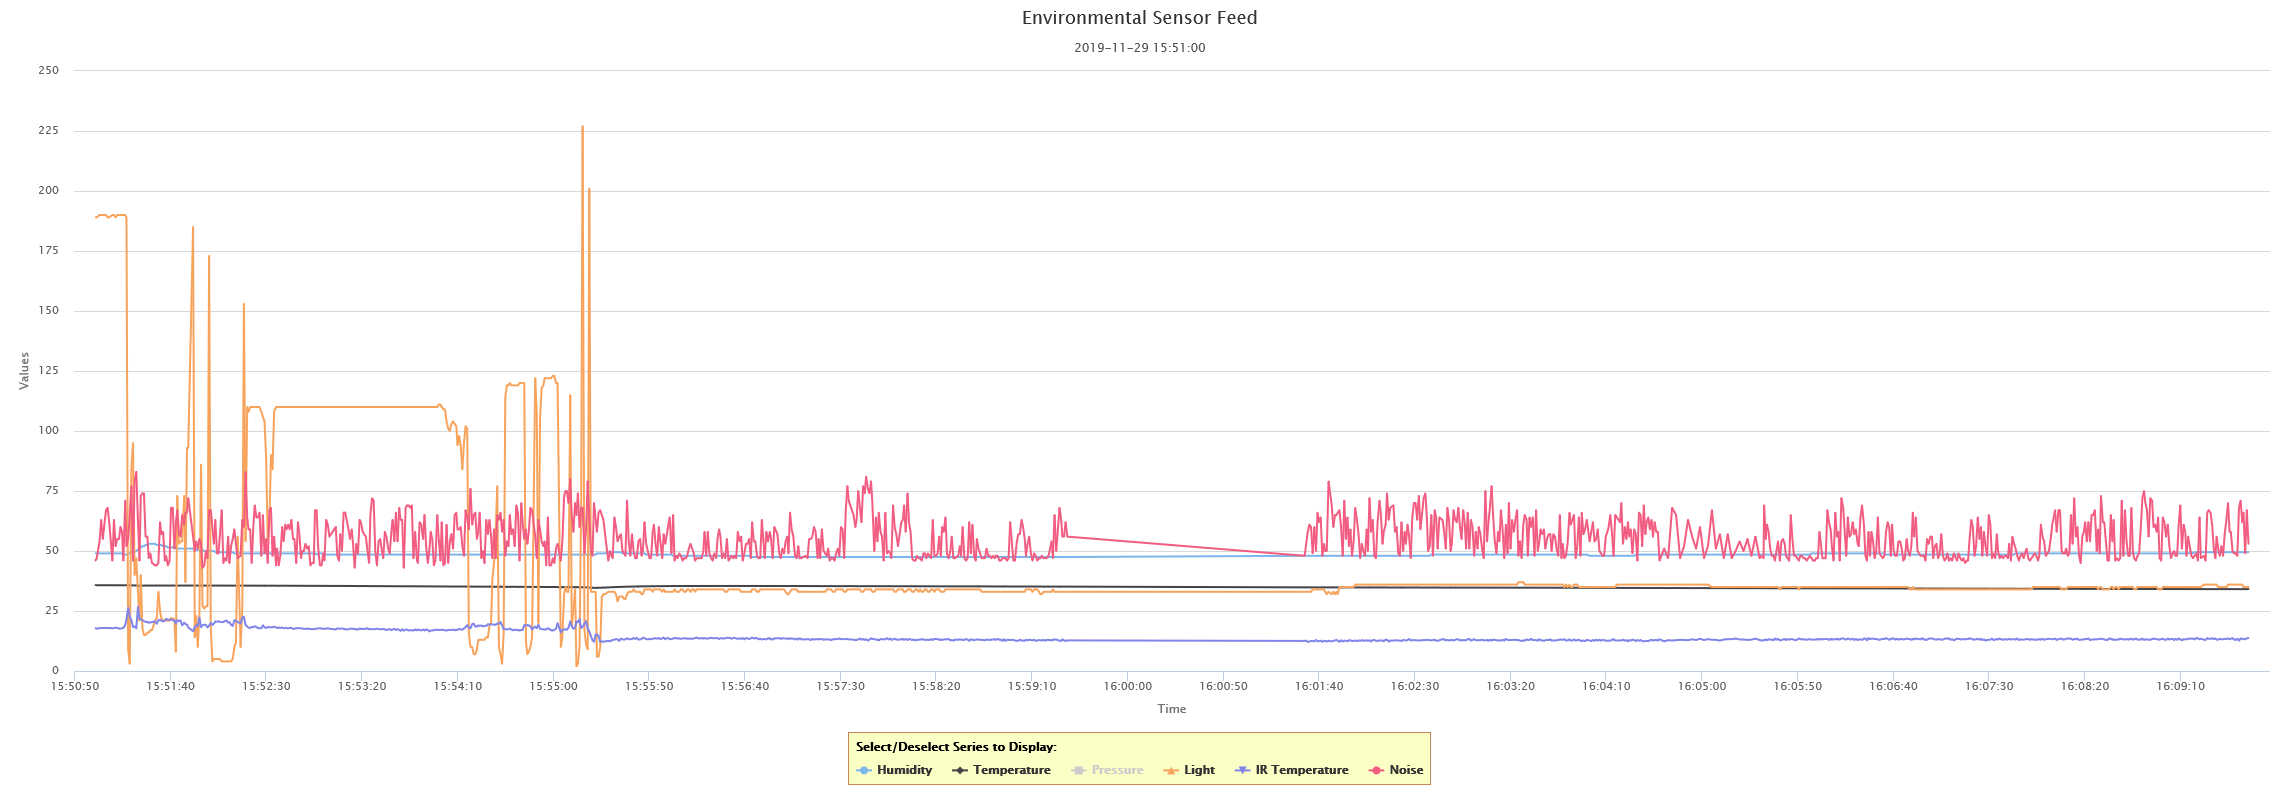 Environmental Sensor Feed
2019-11-29 15:51:00
250
225
200
175
150
125
100
75
50
25
0
Values
15:50:50 15:51:40 15:52:30 15:53:20 15:54:10 15:55:00 15:55:50 15:56:40 15:57:30 15:58:20 15:59:10 16:00:00 16:00:50 16:01:40 16:02:30 16:03:20 16:04:10 16:05:00 16:05:50 16:06:40 16:07:30 16:08:20 16:09:10
Time
Select/Deselect Series to Display:
Humidity Temperature Pressure Light IR Temperature Noise